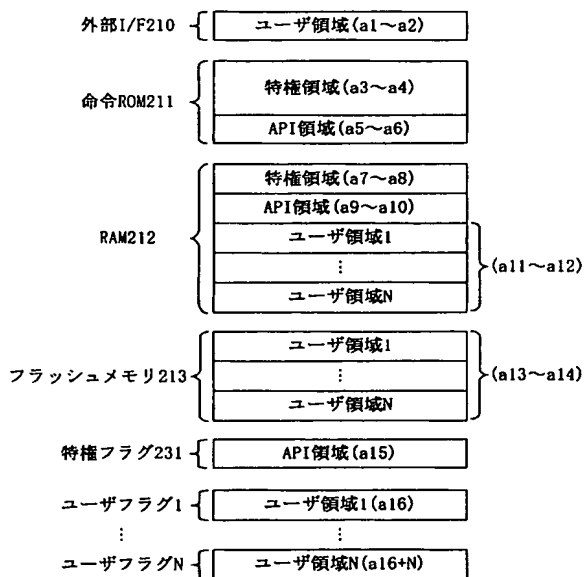 外部I/F210
ユーザ領域(a1～a2)
命令ROM211
特権領域(a3～a4)
API領域(a5～a6)
RAM212
特権領域(a7～a8)
API領域(a9～a10)
ユーザ領域1
⋮
ユーザ領域N
(a11～a12)
フラッシュメモリ213
ユーザ領域1
⋮
ユーザ領域N
(a13～a14)
特権フラグ231
API領域(a15)
ユーザフラグ1
ユーザ領域1(a16)
⋮
⋮
ユーザフラグN
ユーザ領域N(a16+N)